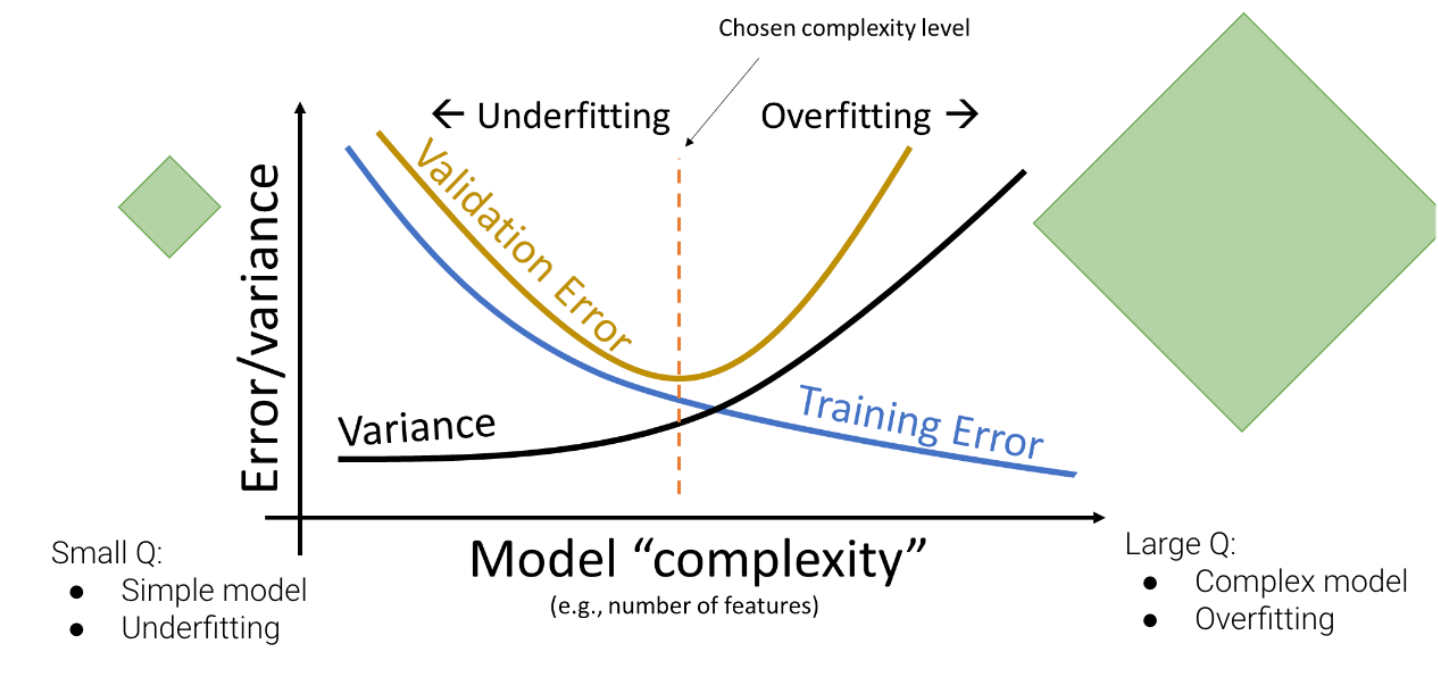 Chosen complexity level
← Underfitting
Overfitting →
Error/variance
Validation Error
Variance
Training Error
Model “complexity”
(e.g., number of features)
Small Q:
● Simple model
● Underfitting
Large Q:
● Complex model
● Overfitting